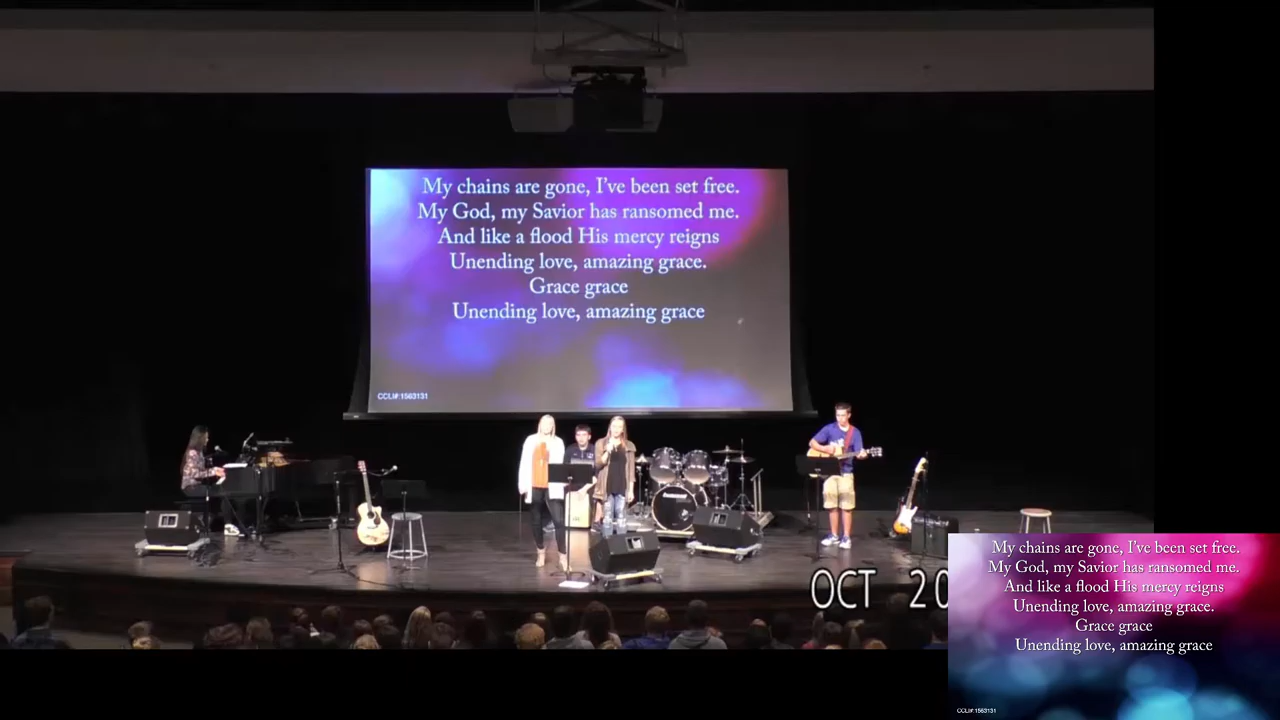 My chains are gone, I've been set free.
My God, my Savior has ransomed me.
And like a flood His mercy reigns
Unending love, amazing grace.
Grace grace
Unending love, amazing grace
CCLI#:1563131
OCT 20
My chains are gone, I've been set free.
My God, my Savior has ransomed me.
And like a flood His mercy reigns
Unending love, amazing grace.
Grace grace
Unending love, amazing grace
CCLI#:1563131